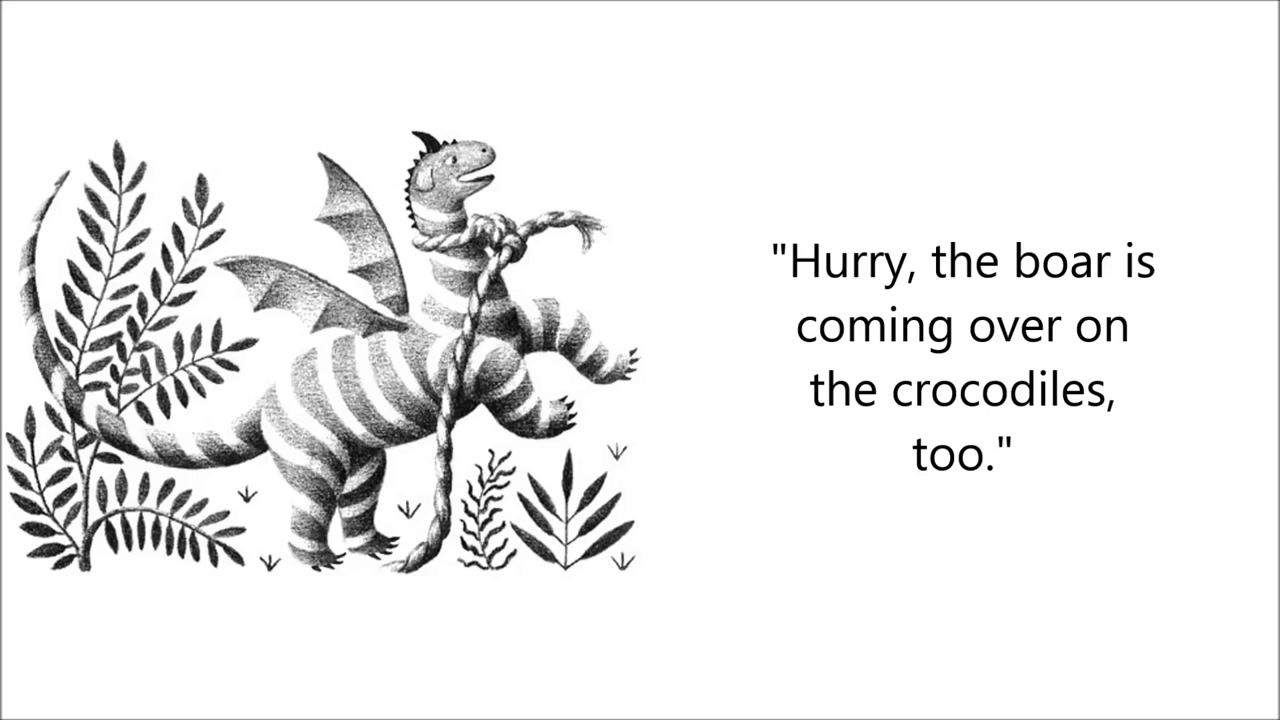 "Hurry, the boar is
coming over on
the crocodiles,
too."